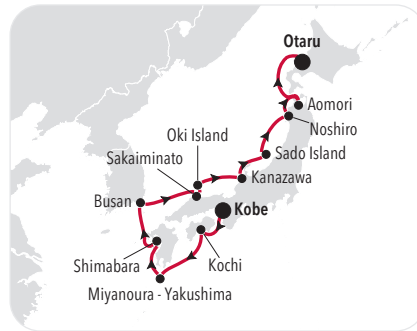 Otaru
Aomori
Noshiro
Oki Island
Sakaiminato
Sado Island
Kanazawa
Busan
Kobe
Shimabara
Kochi
Miyanoura - Yakushima